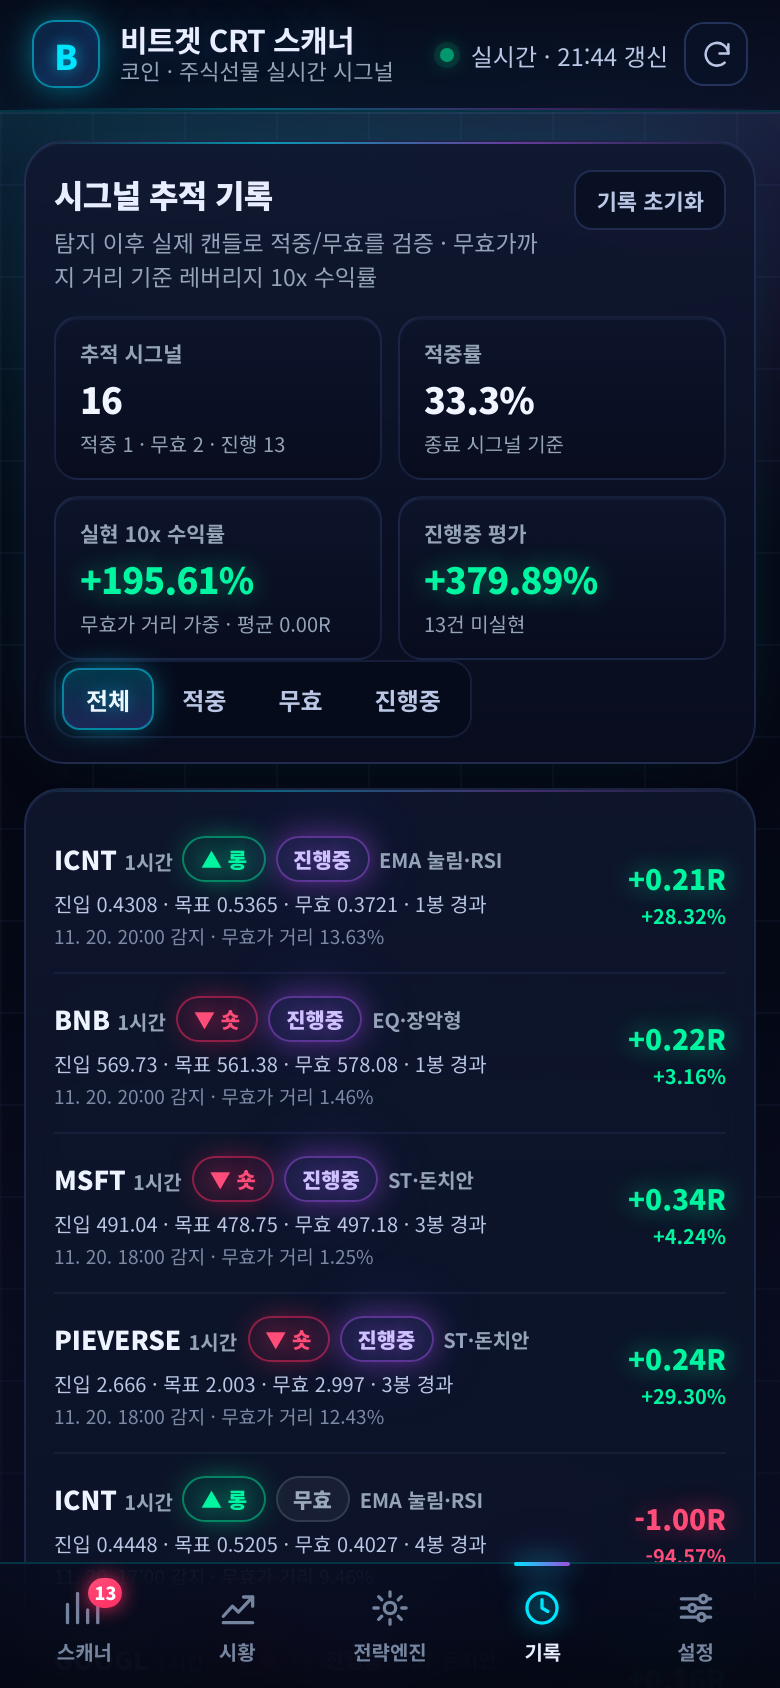 B
비트겟 CRT 스캐너
코인 · 주식선물 실시간 시그널
실시간 · 21:44 갱신
시그널 추적 기록
기록 초기화
탐지 이후 실제 캔들로 적중/무효를 검증 · 무효가까
지 거리 기준 레버리지 10x 수익률
추적 시그널
16
적중 1 · 무효 2 · 진행 13
적중률
33.3%
종료 시그널 기준
실현 10x 수익률
+195.61%
무효가 거리 가중 · 평균 0.00R
진행중 평가
+379.89%
13건 미실현
전체 적중 무효 진행중
ICNT 1시간 ▲ 롱 진행중 EMA 눌림·RSI
진입 0.4308 · 목표 0.5365 · 무효 0.3721 · 1봉 경과
11. 20. 20:00 감지 · 무효가 거리 13.63%
+0.21R
+28.32%
BNB 1시간 ▼ 숏 진행중 EQ·장악형
진입 569.73 · 목표 561.38 · 무효 578.08 · 1봉 경과
11. 20. 20:00 감지 · 무효가 거리 1.46%
+0.22R
+3.16%
MSFT 1시간 ▼ 숏 진행중 ST·돈치안
진입 491.04 · 목표 478.75 · 무효 497.18 · 3봉 경과
11. 20. 18:00 감지 · 무효가 거리 1.25%
+0.34R
+4.24%
PIEVERSE 1시간 ▼ 숏 진행중 ST·돈치안
진입 2.666 · 목표 2.003 · 무효 2.997 · 3봉 경과
11. 20. 18:00 감지 · 무효가 거리 12.43%
+0.24R
+29.30%
ICNT 1시간 ▲ 롱 무효 EMA 눌림·RSI
진입 0.4448 · 목표 0.5205 · 무효 0.4027 · 4봉 경과
-1.00R
-94.57%
13
스캐너 시황 전략엔진 기록 설정